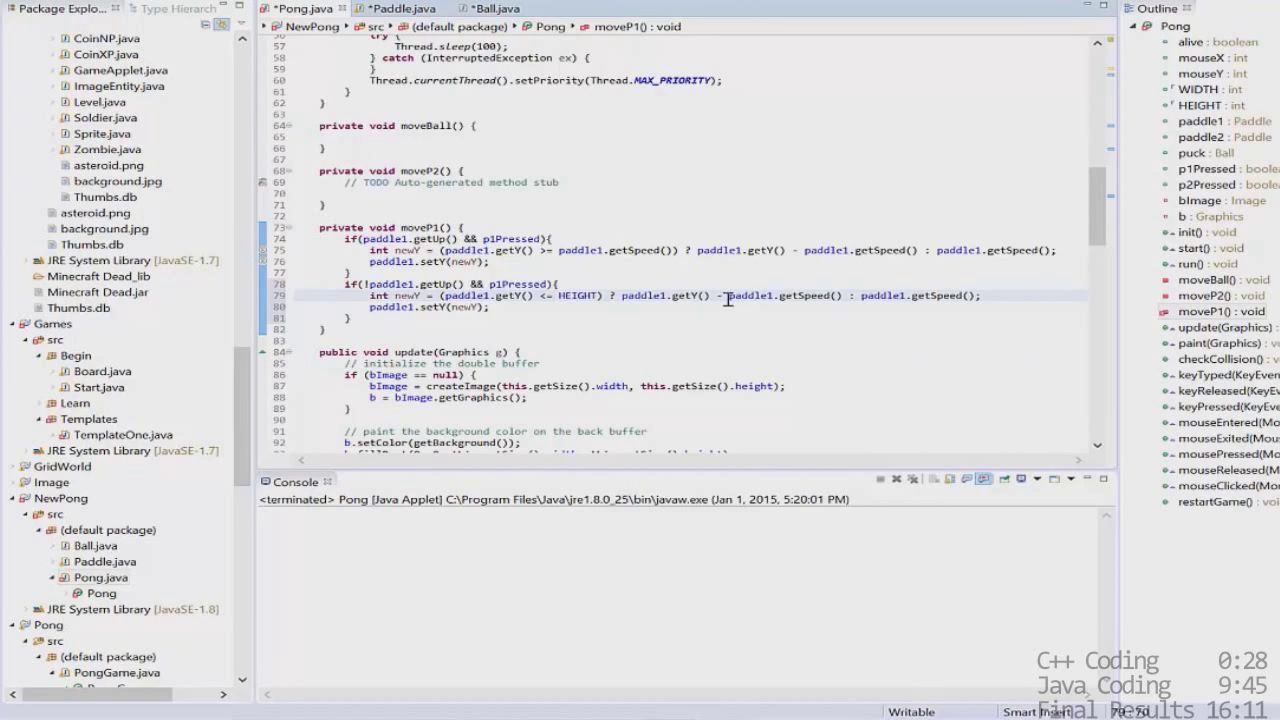 Package Explo...
Type Hierarch
CoinNP.java
CoinXP.java
GameApplet.java
ImageEntity.java
Level.java
Soldier.java
Sprite.java
Zombie.java
asteroid.png
background.jpg
Thumbs.db
asteroid.png
background.jpg
Thumbs.db
JRE System Library [JavaSE-1.7]
Minecraft Dead_lib
Minecraft Dead.jar
Thumbs.db
Games
src
Begin
Board.java
Start.java
Learn
Templates
TemplateOne.java
JRE System Library [JavaSE-1.7]
GridWorld
Image
NewPong
src
(default package)
Ball.java
Paddle.java
Pong.java
Pong
JRE System Library [JavaSE-1.8]
Pong
src
(default package)
PongGame.java
*Pong.java
*Paddle.java
*Ball.java
NewPong
src
(default package)
Pong
moveP1() : void
56 try {
57 Thread.sleep(100);
58 } catch (InterruptedException ex) {
59 }
60 Thread.currentThread().setPriority(Thread.MAX_PRIORITY);
61 }
62 }
63
64 private void moveBall() {
65
66 }
67
68 private void moveP2() {
69 // TODO Auto-generated method stub
70
71 }
72
73 private void moveP1() {
74 if(paddle1.getUp() && p1Pressed){
75 int newY = (paddle1.getY() >= paddle1.getSpeed()) ? paddle1.getY() - paddle1.getSpeed() : paddle1.getSpeed();
76 paddle1.setY(newY);
77 }
78 if(!paddle1.getUp() && p1Pressed){
79 int newY = (paddle1.getY() <= HEIGHT) ? paddle1.getY() - paddle1.getSpeed() : paddle1.getSpeed();
80 paddle1.setY(newY);
81 }
82 }
83
84 public void update(Graphics g) {
85 // initialize the double buffer
86 if (bImage == null) {
87 bImage = createImage(this.getSize().width, this.getSize().height);
88 b = bImage.getGraphics();
89 }
90
91 // paint the background color on the back buffer
92 b.setColor(getBackground());
Console
<terminated> Pong [Java Applet] C:\Program Files\Java\jre1.8.0_25\bin\javaw.exe (Jan 1, 2015, 5:20:01 PM)
Outline
Pong
alive : boolean
mouseX : int
mouseY : int
WIDTH : int
HEIGHT : int
paddle1 : Paddle
paddle2 : Paddle
puck : Ball
p1Pressed : boolean
p2Pressed : boolean
bImage : Image
b : Graphics
init() : void
start() : void
run() : void
moveBall() : void
moveP2() : void
moveP1() : void
update(Graphics) :
paint(Graphics) : vo
checkCollision() : vo
keyTyped(KeyEven
keyReleased(KeyEv
keyPressed(KeyEve
mouseEntered(Mo
mouseExited(Mous
mousePressed(Mo
mouseReleased(Mo
mouseClicked(Mo
restartGame() : voi
C++ Coding 0:28
Java Coding 9:45
Final Results 16:11
Writable
Smart Insert
79 : 70